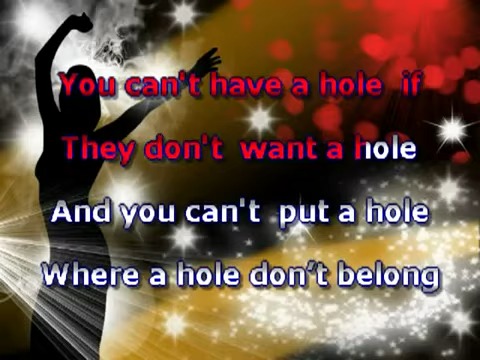 You can't have a hole if
They don't want a hole
And you can't put a hole
Where a hole don't belong